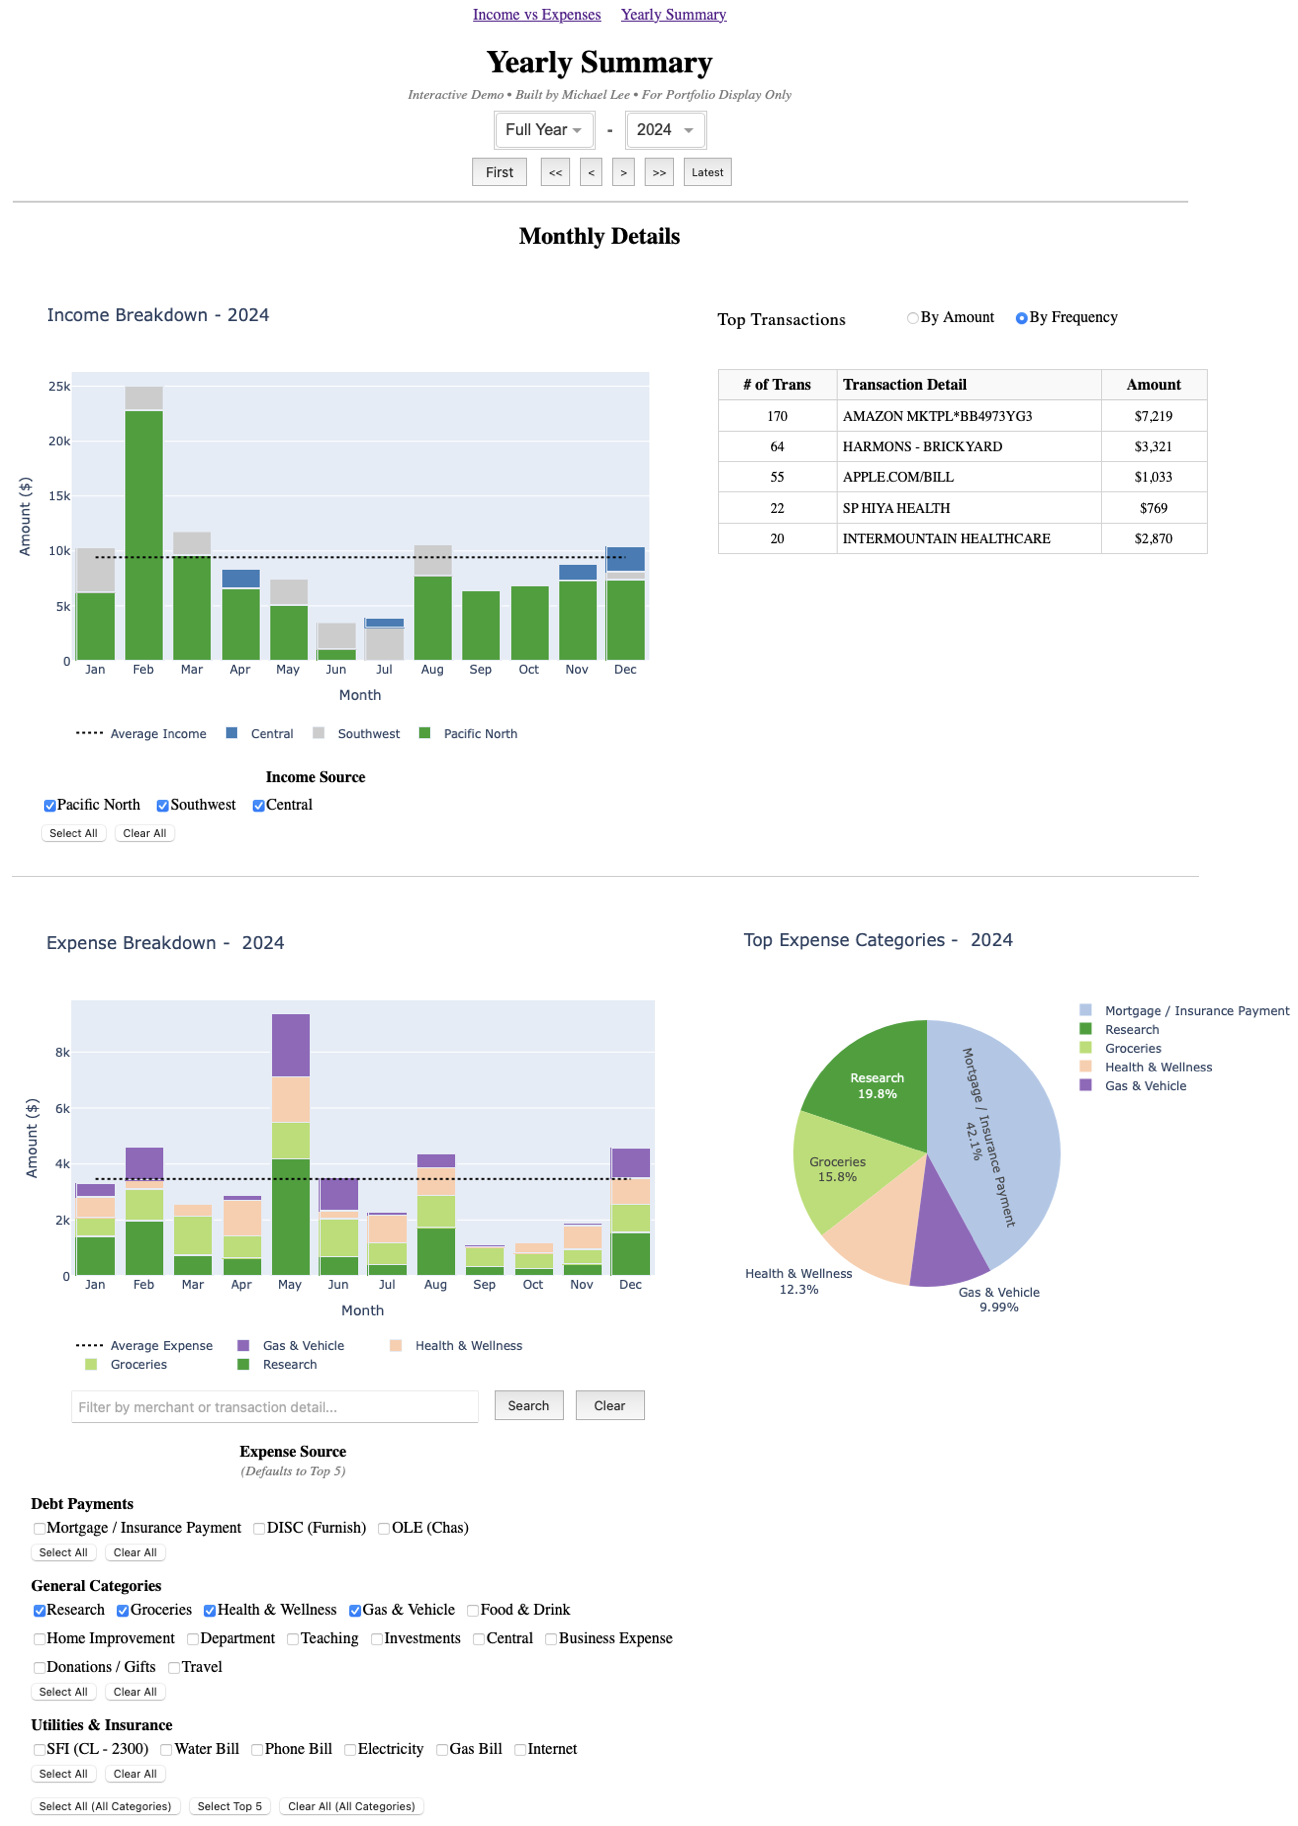 Income vs Expenses Yearly Summary
Yearly Summary
Interactive Demo • Built by Michael Lee • For Portfolio Display Only
Full Year - 2024
First << < > >> Latest
Monthly Details
Income Breakdown - 2024
25k
20k
15k
10k
5k
0
Amount ($)
Jan Feb Mar Apr May Jun Jul Aug Sep Oct Nov Dec
Month
Average Income Central Southwest Pacific North
Income Source
Pacific North Southwest Central
Select All Clear All
Top Transactions By Amount By Frequency
# of Trans Transaction Detail Amount
170 AMAZON MKTPL*BB4973YG3 $7,219
64 HARMONS - BRICKYARD $3,321
55 APPLE.COM/BILL $1,033
22 SP HIYA HEALTH $769
20 INTERMOUNTAIN HEALTHCARE $2,870
Expense Breakdown - 2024
8k
6k
4k
2k
0
Amount ($)
Jan Feb Mar Apr May Jun Jul Aug Sep Oct Nov Dec
Month
Average Expense Gas & Vehicle Health & Wellness
Groceries Research
Top Expense Categories - 2024
Mortgage / Insurance Payment
Research
Groceries
Health & Wellness
Gas & Vehicle
Mortgage / Insurance Payment
42.1%
Research
19.8%
Groceries
15.8%
Health & Wellness
12.3%
Gas & Vehicle
9.99%
Filter by merchant or transaction detail... Search Clear
Expense Source
(Defaults to Top 5)
Debt Payments
Mortgage / Insurance Payment DISC (Furnish) OLE (Chas)
Select All Clear All
General Categories
Research Groceries Health & Wellness Gas & Vehicle Food & Drink
Home Improvement Department Teaching Investments Central Business Expense
Donations / Gifts Travel
Select All Clear All
Utilities & Insurance
SFI (CL - 2300) Water Bill Phone Bill Electricity Gas Bill Internet
Select All Clear All
Select All (All Categories) Select Top 5 Clear All (All Categories)